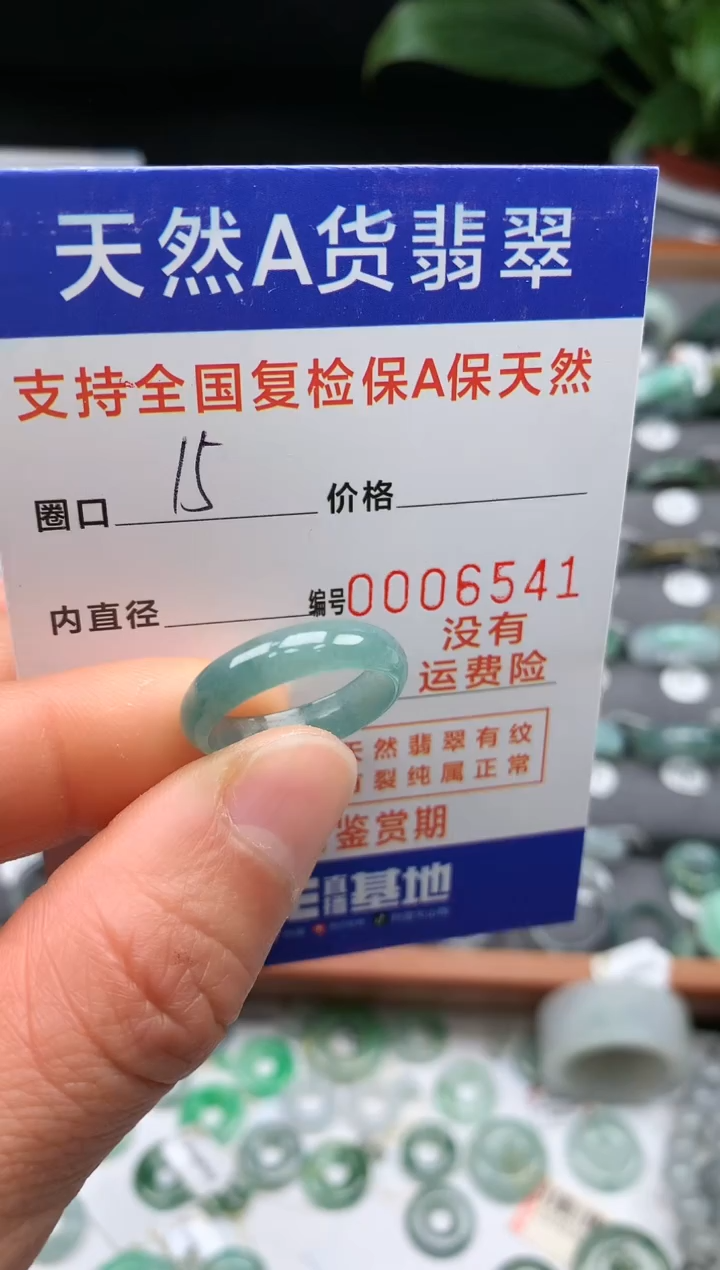 天然A货翡翠
支持全国复检保A保天然
圈口 15 价格
内直径 编号0006541
没有
运费险
天然翡翠有纹
裂纯属正常
鉴赏期
直播基地